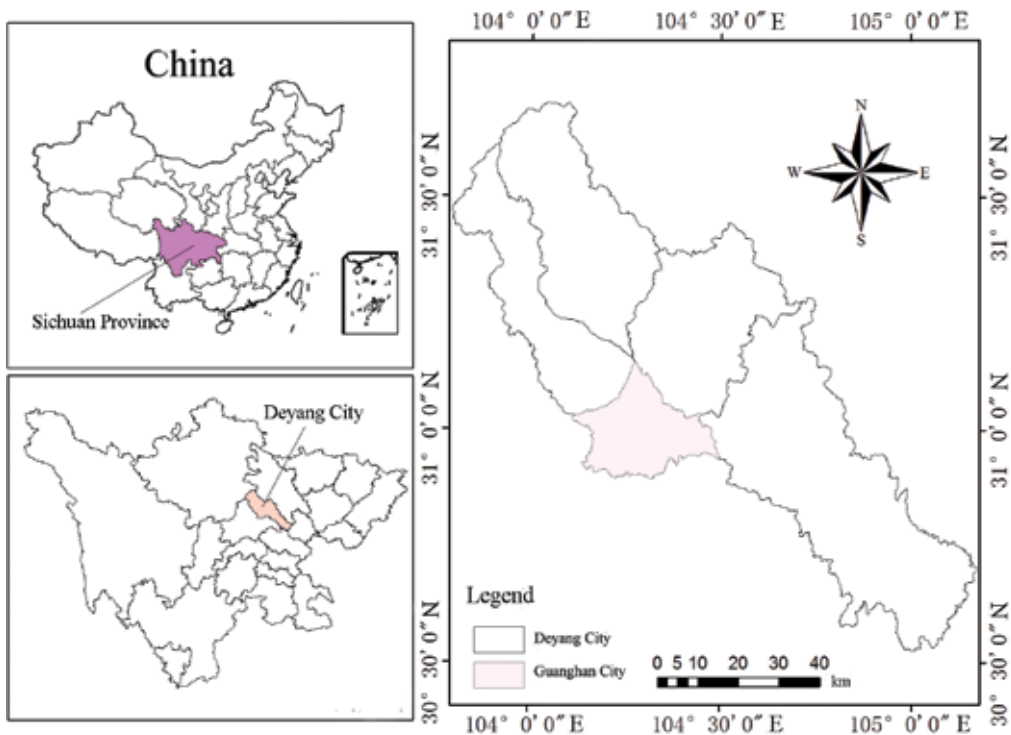 China
Sichuan Province
Deyang City
104° 0′ 0″ E
104° 30′ 0″ E
105° 0′ 0″ E
31° 30′ 0″ N
31° 0′ 0″ N
30° 30′ 0″ N
N
W
E
S
31° 30′ 0″ N
31° 0′ 0″ N
30° 30′ 0″ N
Legend
Deyang City
Guanghan City
0 5 10 20 30 40
km
104° 0′ 0″ E
104° 30′ 0″ E
105° 0′ 0″ E